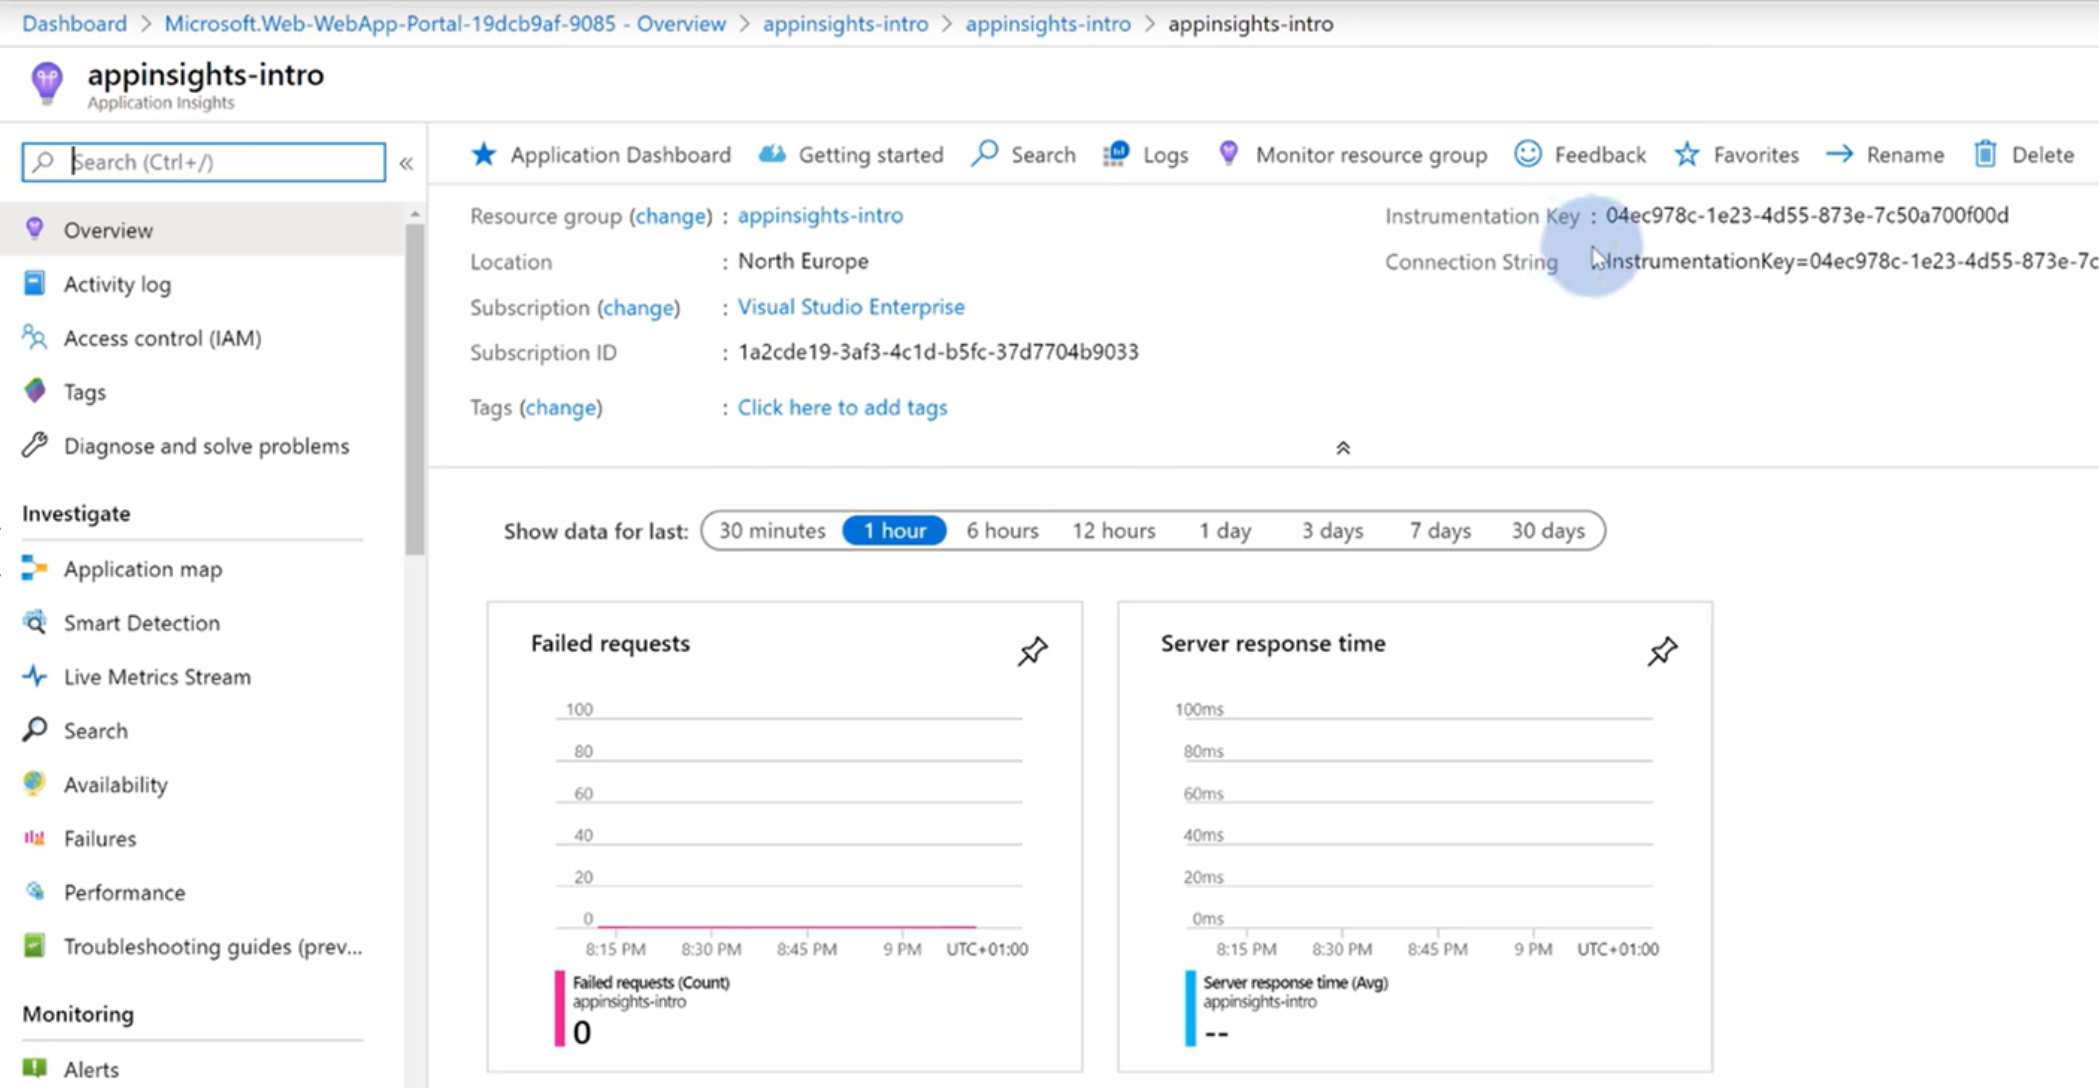 Dashboard > Microsoft.Web-WebApp-Portal-19dcb9af-9085 - Overview > appinsights-intro > appinsights-intro > appinsights-intro
appinsights-intro
Application Insights
Search (Ctrl+/)
«
Overview
Activity log
Access control (IAM)
Tags
Diagnose and solve problems
Investigate
Application map
Smart Detection
Live Metrics Stream
Search
Availability
Failures
Performance
Troubleshooting guides (prev...
Monitoring
Alerts
Application Dashboard Getting started Search Logs Monitor resource group Feedback Favorites Rename Delete
Resource group (change) : appinsights-intro
Location : North Europe
Subscription (change) : Visual Studio Enterprise
Subscription ID : 1a2cde19-3af3-4c1d-b5fc-37d7704b9033
Tags (change) : Click here to add tags
Instrumentation Key : 04ec978c-1e23-4d55-873e-7c50a700f00d
Connection String : InstrumentationKey=04ec978c-1e23-4d55-873e-7c
Show data for last: 30 minutes 1 hour 6 hours 12 hours 1 day 3 days 7 days 30 days
Failed requests
100
80
60
40
20
0
8:15 PM 8:30 PM 8:45 PM 9 PM UTC+01:00
Failed requests (Count)
appinsights-intro
0
Server response time
100ms
80ms
60ms
40ms
20ms
0ms
8:15 PM 8:30 PM 8:45 PM 9 PM UTC+01:00
Server response time (Avg)
appinsights-intro
--